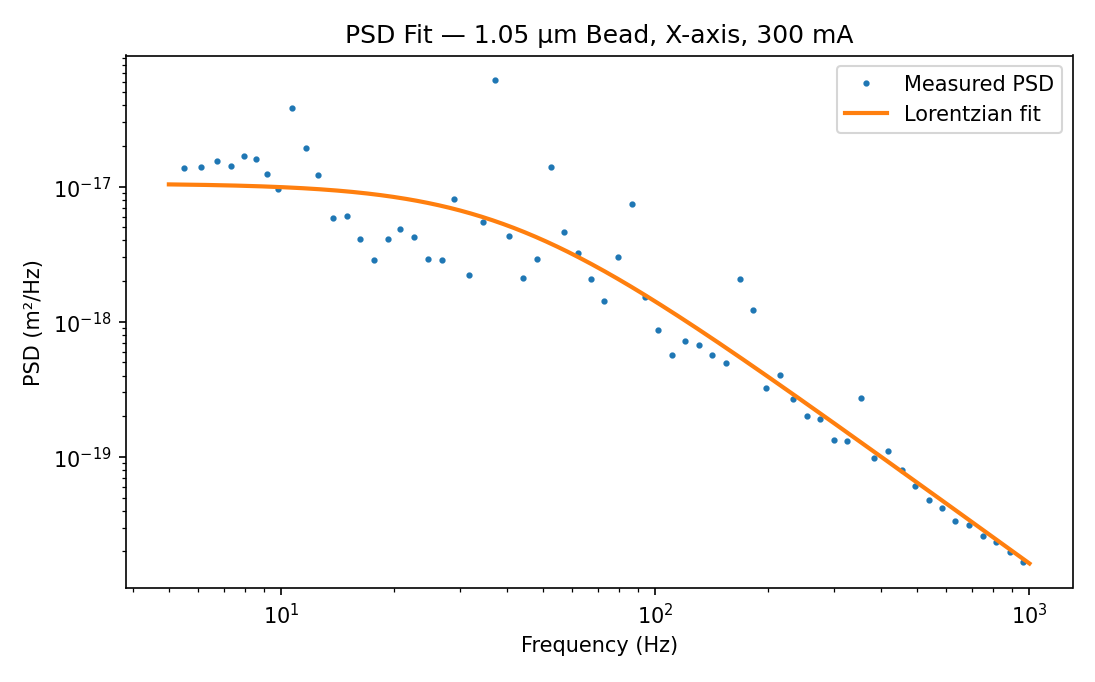 PSD Fit — 1.05 µm Bead, X-axis, 300 mA
Measured PSD
Lorentzian fit
PSD (m²/Hz)
10⁻¹⁷
10⁻¹⁸
10⁻¹⁹
10¹
10²
10³
Frequency (Hz)